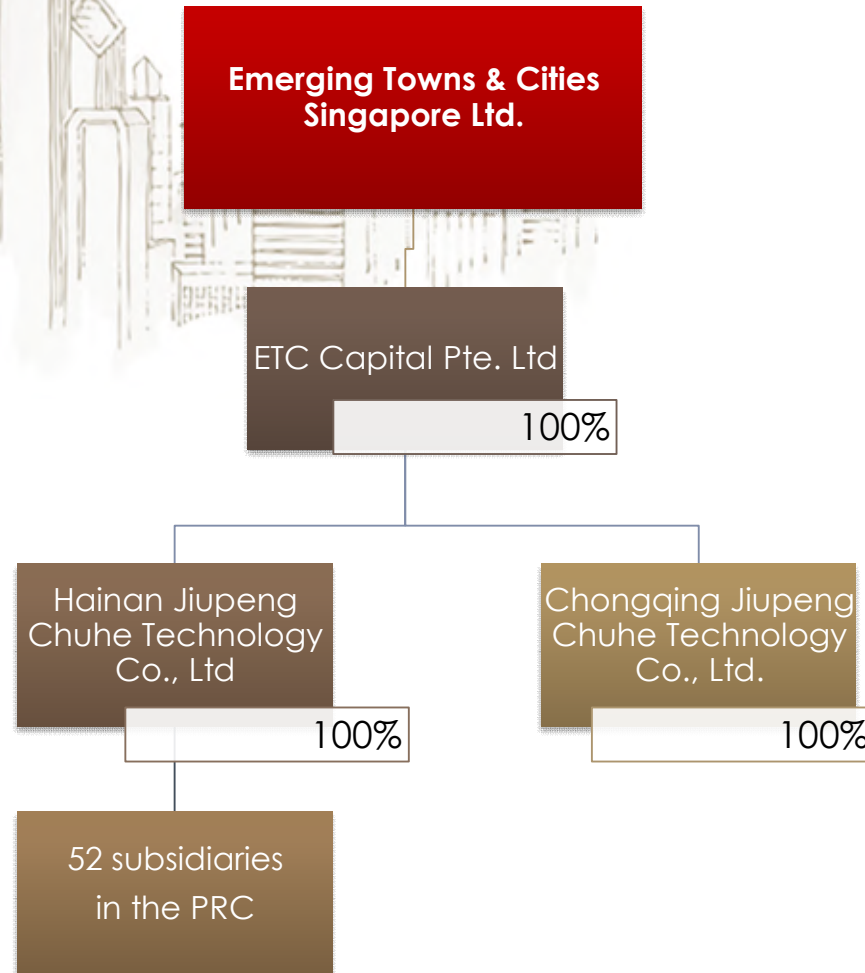 Emerging Towns & Cities
Singapore Ltd.
ETC Capital Pte. Ltd
100%
Hainan Jiupeng
Chuhe Technology
Co., Ltd
100%
Chongqing Jiupeng
Chuhe Technology
Co., Ltd.
100%
52 subsidiaries
in the PRC